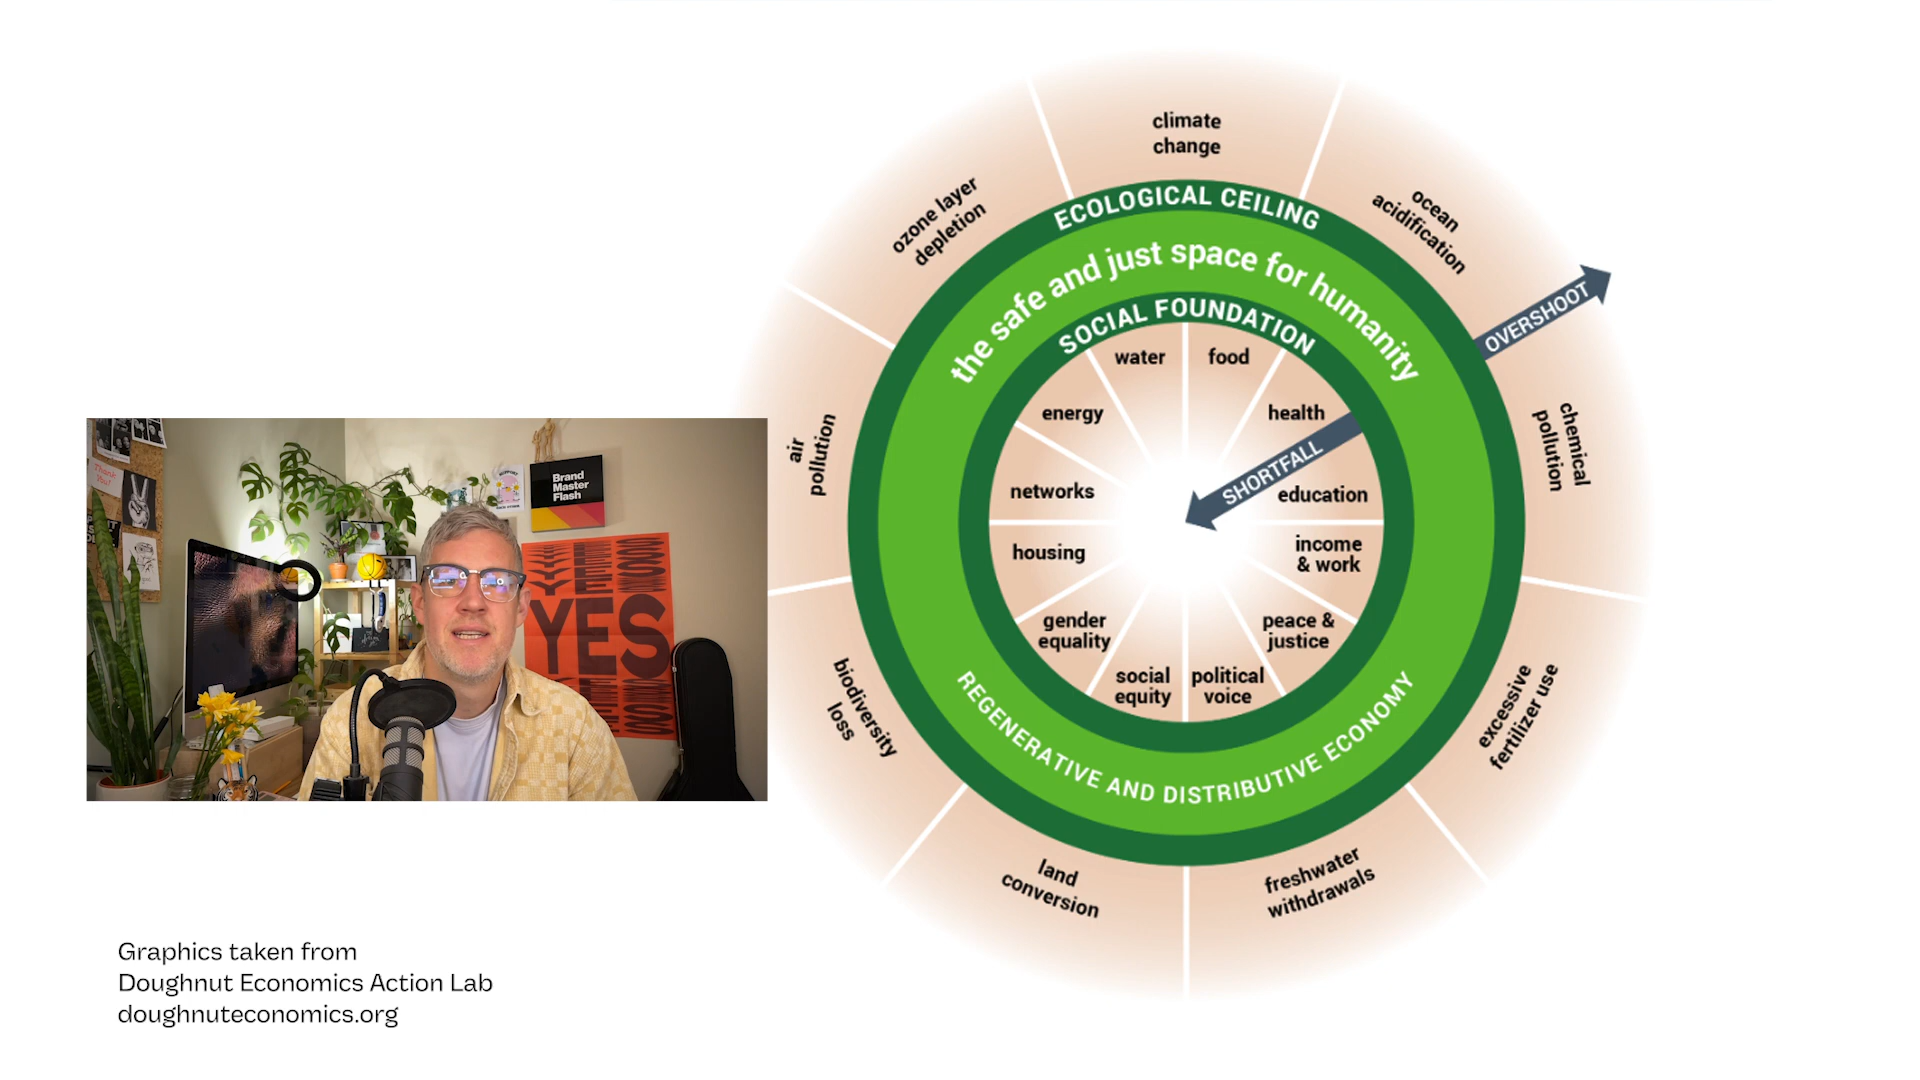 climate
change
ocean
acidification
chemical
pollution
excessive
fertilizer use
freshwater
withdrawals
land
conversion
biodiversity
loss
air
pollution
ozone layer
depletion
ECOLOGICAL CEILING
the safe and just space for humanity
SOCIAL FOUNDATION
OVERSHOOT
water
food
energy
health
SHORTFALL
networks
education
housing
income
& work
gender
equality
peace &
justice
social
equity
political
voice
REGENERATIVE AND DISTRIBUTIVE ECONOMY
Thank
you!
Brand
Master
Flash
YES
Graphics taken from
Doughnut Economics Action Lab
doughnuteconomics.org